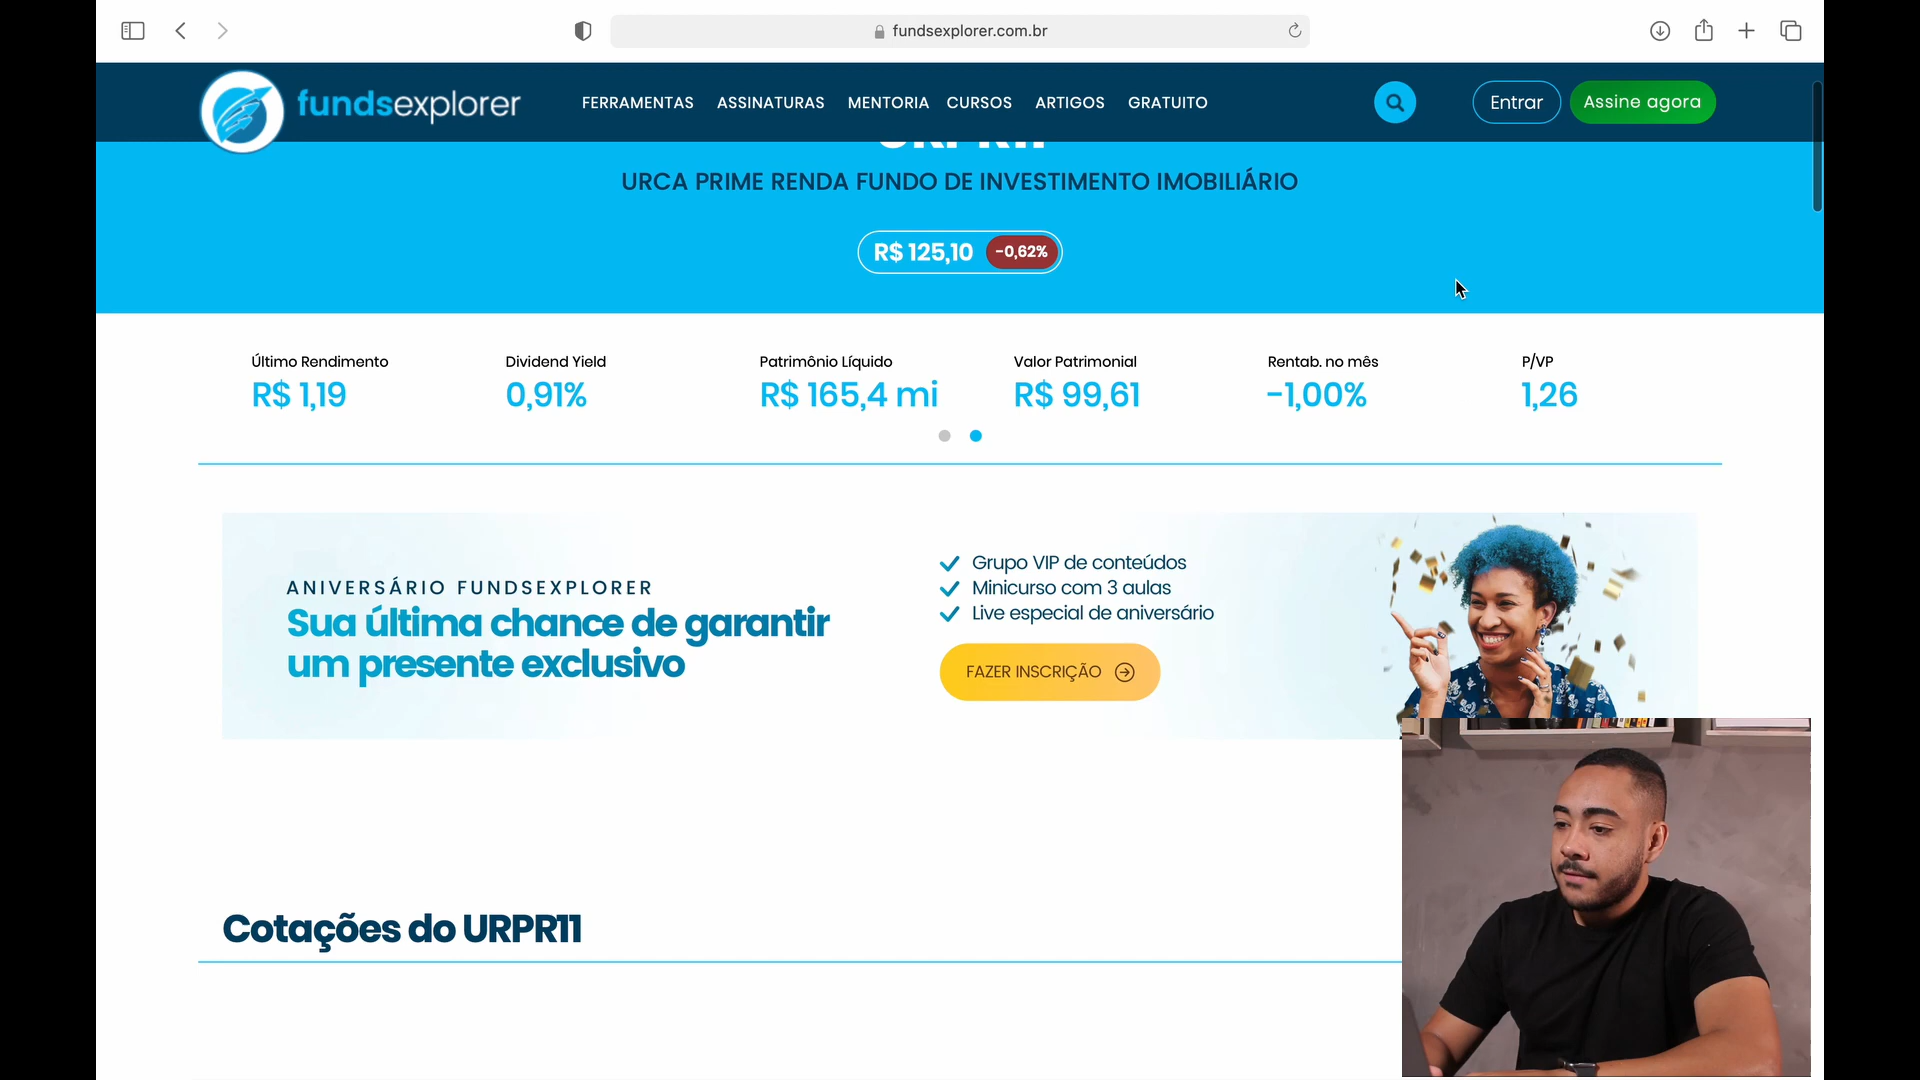 fundsexplorer.com.br
fundsexplorer
FERRAMENTAS ASSINATURAS MENTORIA CURSOS ARTIGOS GRATUITO
Entrar
Assine agora
URPR11
URCA PRIME RENDA FUNDO DE INVESTIMENTO IMOBILIÁRIO
R$ 125,10 -0,62%
Último Rendimento
R$ 1,19
Dividend Yield
0,91%
Patrimônio Líquido
R$ 165,4 mi
Valor Patrimonial
R$ 99,61
Rentab. no mês
-1,00%
P/VP
1,26
ANIVERSÁRIO FUNDSEXPLORER
Sua última chance de garantir
um presente exclusivo
Grupo VIP de conteúdos
Minicurso com 3 aulas
Live especial de aniversário
FAZER INSCRIÇÃO
Cotações do URPR11